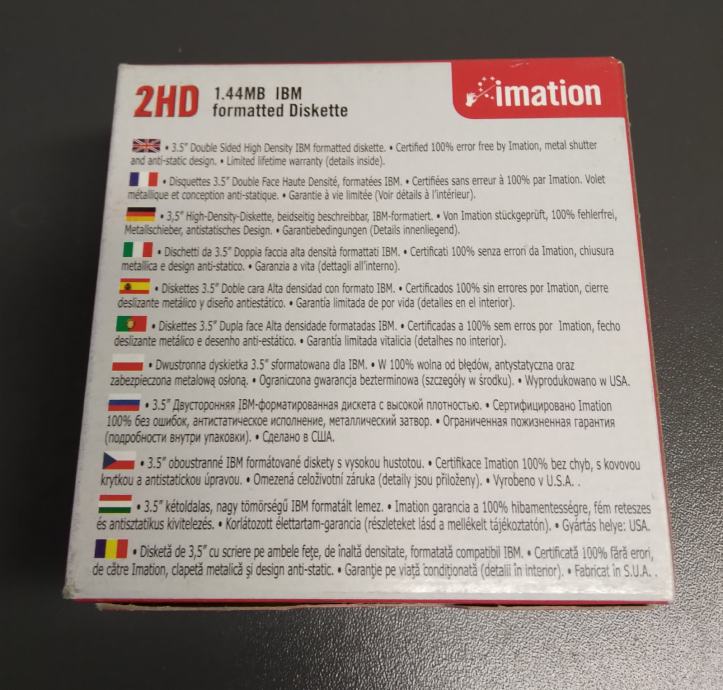 2HD 1.44MB IBM
formatted Diskette
imation
• 3.5" Double Sided High Density IBM formatted diskette. • Certified 100% error free by Imation, metal shutter
and anti-static design. • Limited lifetime warranty (details inside).
• Disquettes 3.5" Double Face Haute Densité, formatées IBM. • Certifiées sans erreur à 100% par Imation. Volet
métallique et conception anti-statique. • Garantie à vie limitée (Voir détails à l'intérieur).
• 3,5" High-Density-Diskette, beidseitig beschreibbar, IBM-formatiert. • Von Imation stückgeprüft, 100% fehlerfrei,
Metallschieber, antistatisches Design. • Garantiebedingungen (Details innenliegend).
• Dischetti da 3.5" Doppia faccia alta densità formattati IBM. • Certificati 100% senza errori da Imation, chiusura
metallica e design anti-statico. • Garanzia a vita (dettagli all'interno).
• Diskettes 3.5" Doble cara Alta densidad con formato IBM. • Certificados 100% sin errores por Imation, cierre
deslizante metálico y diseño antiestático. • Garantía limitada de por vida (detalles en el interior).
• Diskettes 3.5" Dupla face Alta densidade formatadas IBM. • Certificadas a 100% sem erros por Imation, fecho
deslizante metálico e desenho anti-estático. • Garantía limitada vitalicia (detalhes no interior).
• Dwustronna dyskietka 3.5" sformatowana dla IBM. • W 100% wolna od błędów, antystatyczna oraz
zabezpieczona metalową osłoną. • Ograniczona gwarancja bezterminowa (szczegóły w środku). • Wyprodukowano w USA.
• 3.5" Двусторонняя IBM-форматированная дискета с высокой плотностью. • Сертифицировано Imation
100% без ошибок, антистатическое исполнение, металлический затвор. • Ограниченная пожизненная гарантия
(подробности внутри упаковки). • Сделано в США.
• 3.5" oboustranné IBM formátované diskety s vysokou hustotou. • Certifikace Imation 100% bez chyb, s kovovou
krytkou a antistatickou úpravou. • Omezená celoživotní záruka (detaily jsou přiloženy). • Vyrobeno v U.S.A. .
• 3.5" kétoldalas, nagy tömörségű IBM formatált lemez. • Imation garancia a 100% hibamentességre, fém reteszes
és antisztatikus kivitelezés. • Korlátozott élettartam-garancia (részleteket lásd a mellékelt tájékoztatón). • Gyártás helye: USA.
• Disketă de 3,5" cu scriere pe ambele feţe, de înaltă densitate, formatată compatibil IBM. • Certificată 100% fără erori,
de către Imation, clapetă metalică şi design anti-static. • Garanţie pe viaţă condiţionată (detalii în interior). • Fabricat în S.U.A. .